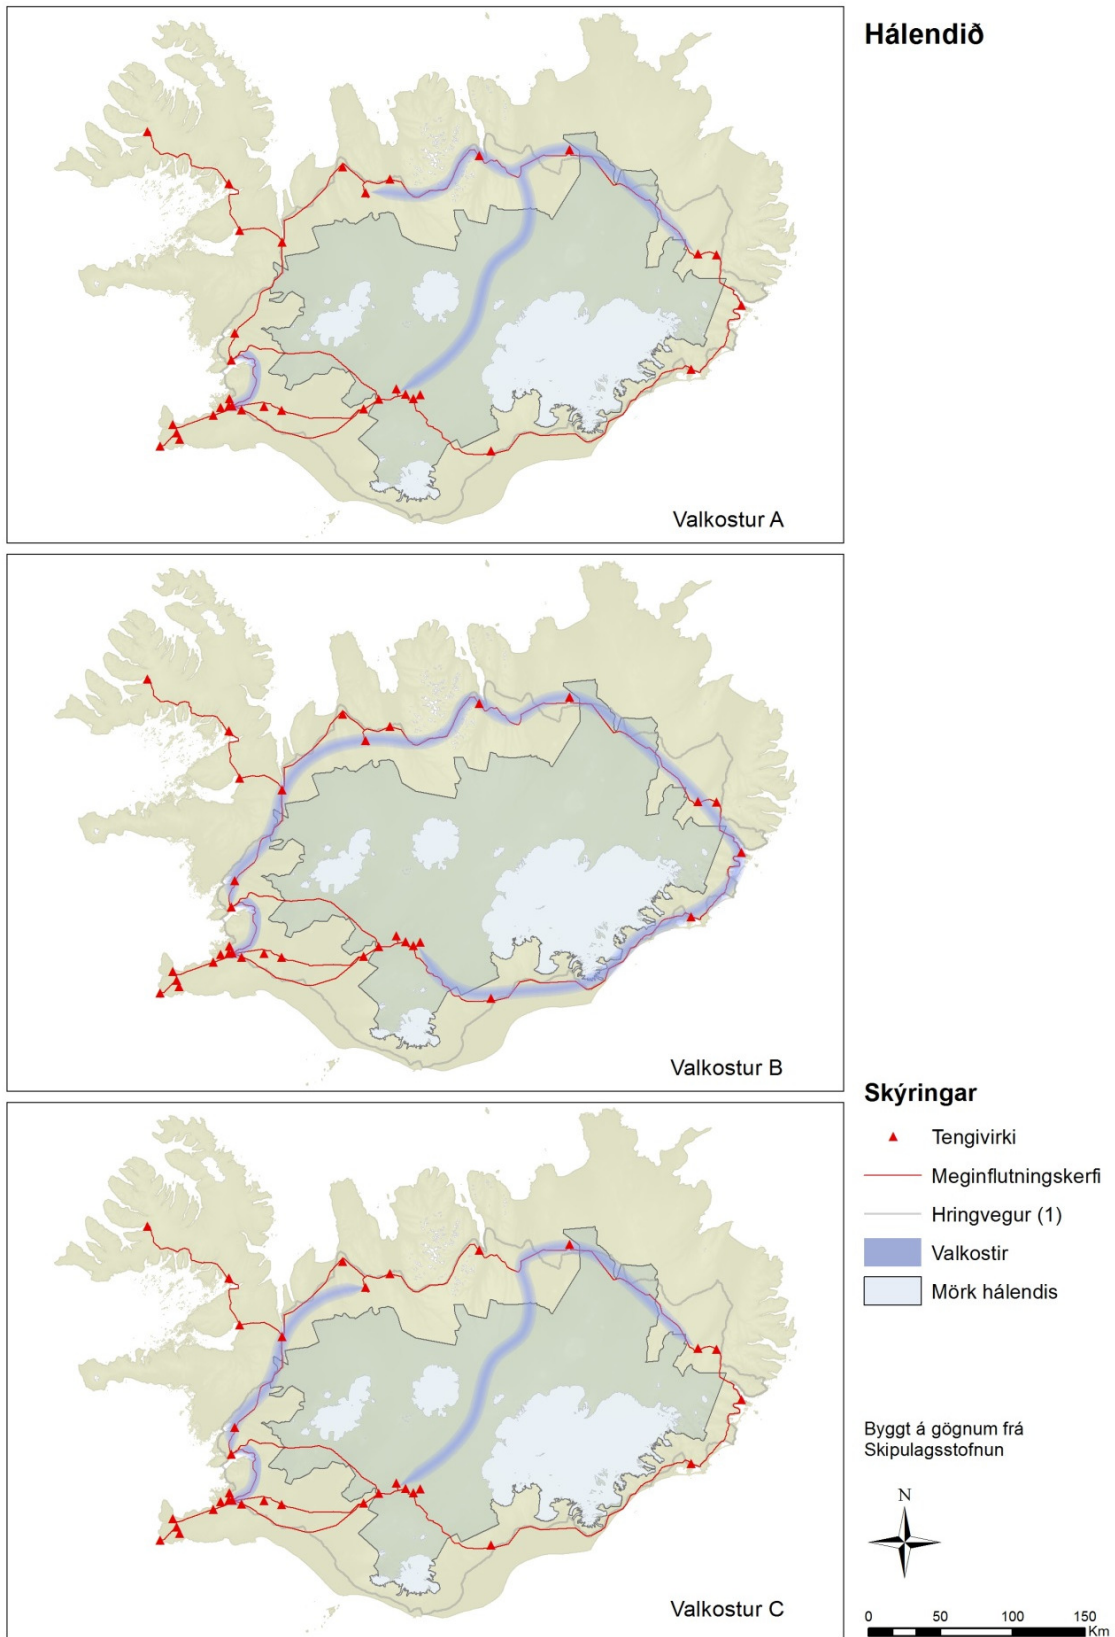 Hálendið
Valkostur A
Valkostur B
Valkostur C
Skýringar
Tengivirki
Meginflutningskerfi
Hringvegur (1)
Valkostir
Mörk hálendis
Byggt á gögnum frá
Skipulagsstofnun
N
0 50 100 150
Km